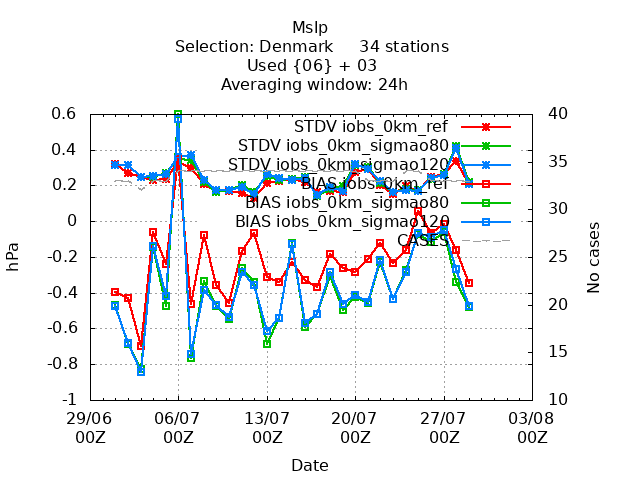 Mslp
Selection: Denmark 34 stations
Used {06} + 03
Averaging window: 24h
0.6
0.4
0.2
0
-0.2
-0.4
-0.6
-0.8
-1
hPa
40
35
30
25
20
15
10
No cases
STDV iobs_0km_ref
STDV iobs_0km_sigmao80
STDV iobs_0km_sigmao120
BIAS iobs_0km_ref
BIAS iobs_0km_sigmao80
BIAS iobs_0km_sigmao120
CASES
29/06 06/07 13/07 20/07 27/07 03/08
00Z 00Z 00Z 00Z 00Z 00Z
Date